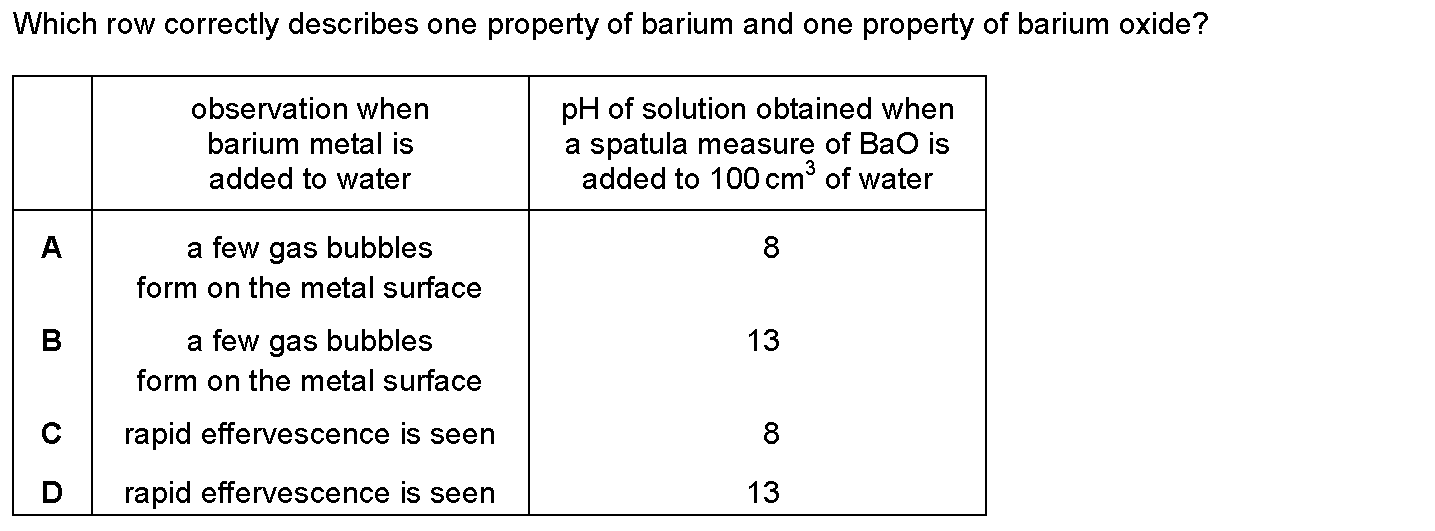 Which row correctly describes one property of barium and one property of barium oxide?
observation when
barium metal is
added to water
pH of solution obtained when
a spatula measure of BaO is
added to 100 cm³ of water
A
a few gas bubbles
form on the metal surface
8
B
a few gas bubbles
form on the metal surface
13
C rapid effervescence is seen 8
D rapid effervescence is seen 13